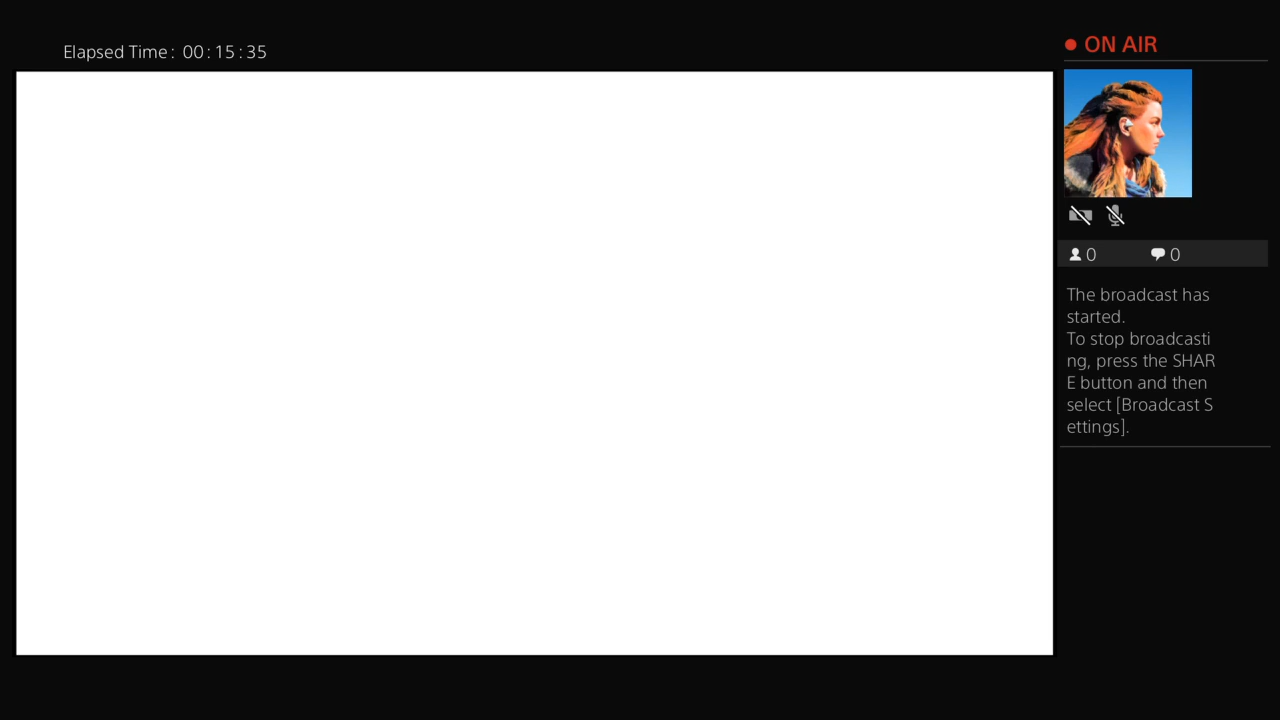 Elapsed Time: 00:15:35
ON AIR
0 0
The broadcast has
started.
To stop broadcasti
ng, press the SHAR
E button and then
select [Broadcast S
ettings].